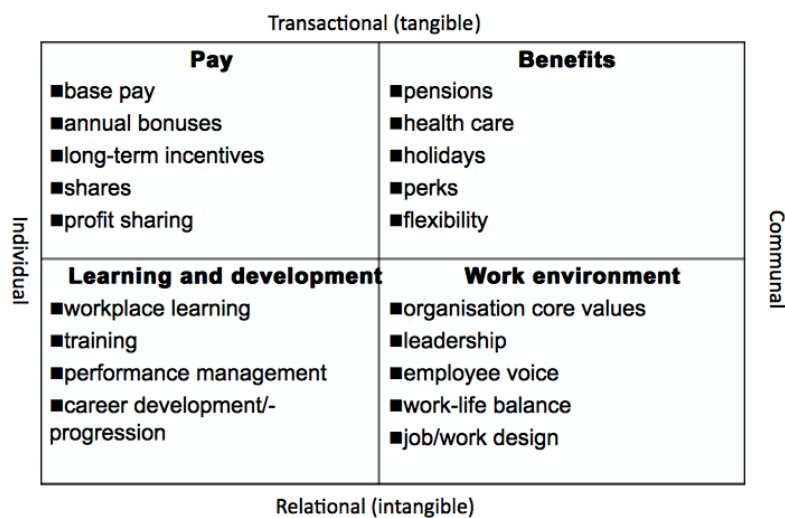 Transactional (tangible)
Pay
■base pay
■annual bonuses
■long-term incentives
■shares
■profit sharing
Benefits
■pensions
■health care
■holidays
■perks
■flexibility
Individual
Communal
Learning and development
■workplace learning
■training
■performance management
■career development/-
progression
Work environment
■organisation core values
■leadership
■employee voice
■work-life balance
■job/work design
Relational (intangible)